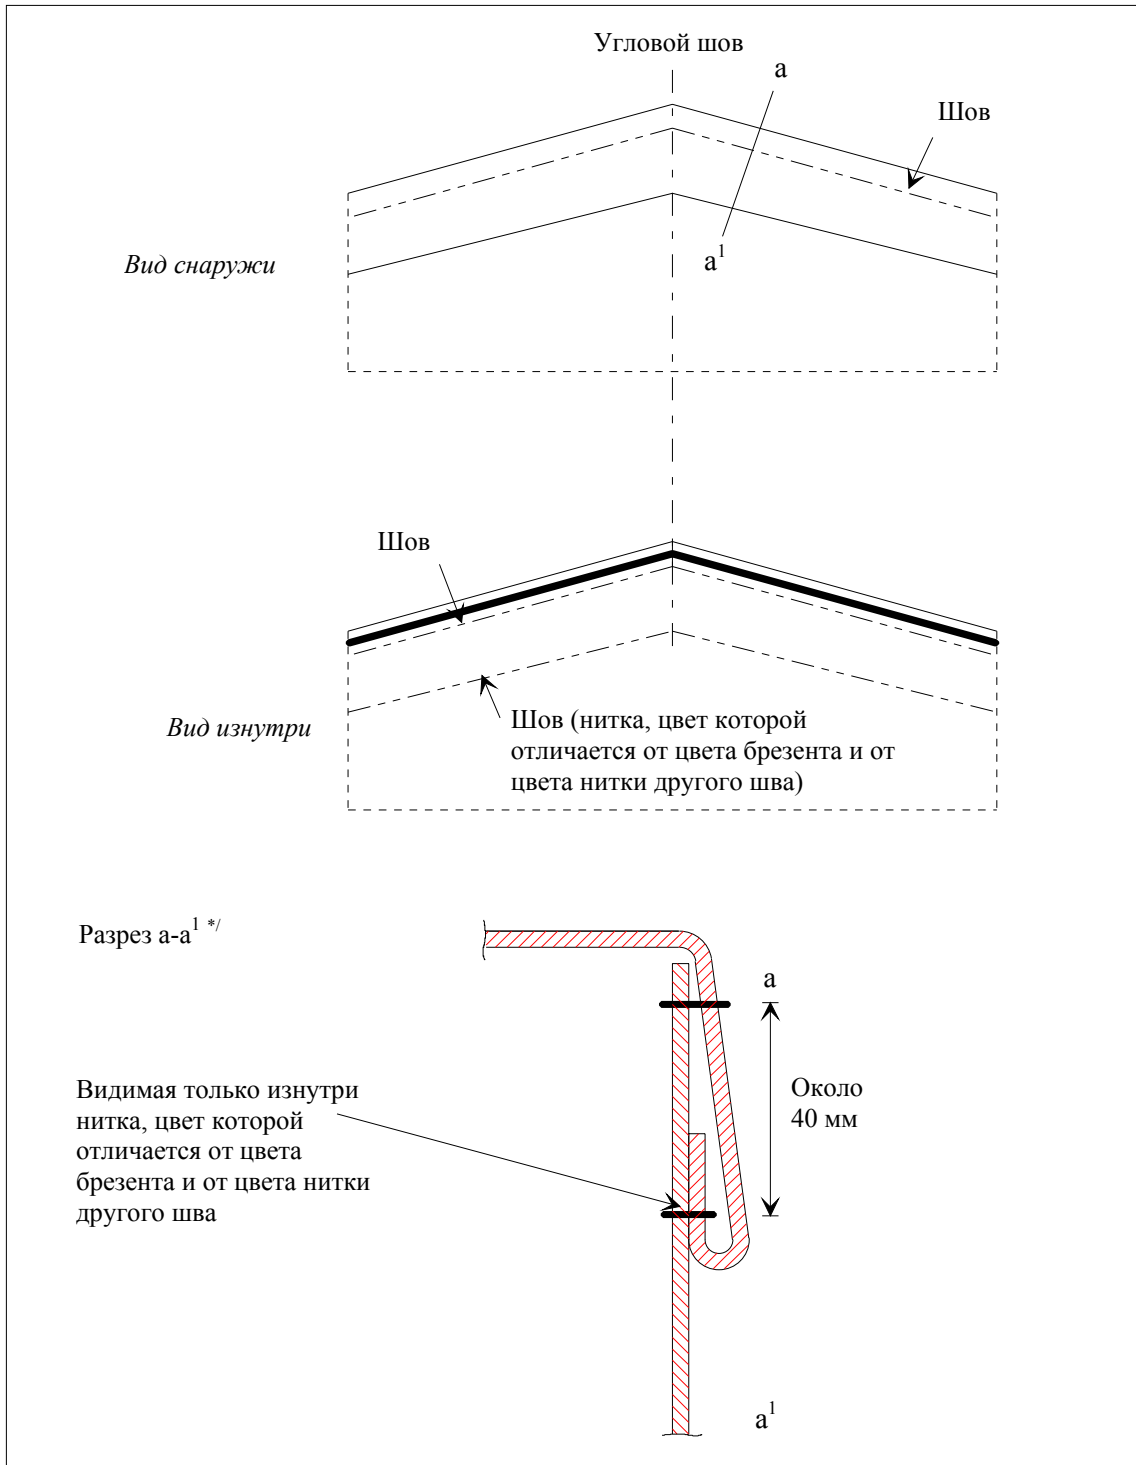 Угловой шов
a
Шов
a¹
Вид снаружи
Шов
Шов (нитка, цвет которой
отличается от цвета брезента и от
цвета нитки другого шва)
Вид изнутри
Разрез a-a¹ */
a
Около
40 мм
Видимая только изнутри
нитка, цвет которой
отличается от цвета
брезента и от цвета нитки
другого шва
a¹